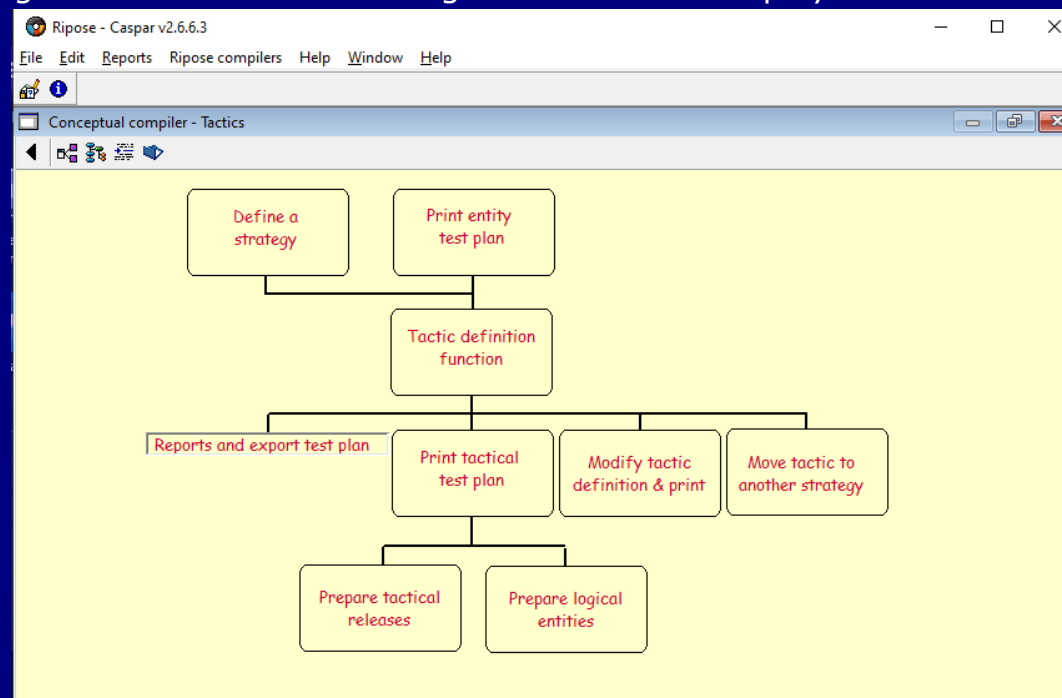 Ripose - Caspar v2.6.6.3
File Edit Reports Ripose compilers Help Window Help
Conceptual compiler - Tactics
Define a
strategy
Print entity
test plan
Tactic definition
function
Reports and export test plan
Print tactical
test plan
Modify tactic
definition & print
Move tactic to
another strategy
Prepare tactical
releases
Prepare logical
entities